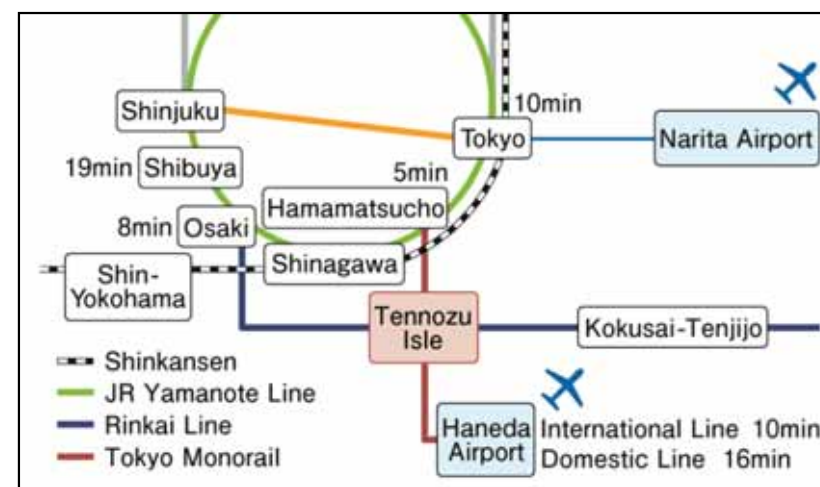 10min
Shinjuku
Tokyo
Narita Airport
19min Shibuya
5min
Hamamatsucho
8min Osaki
Shinagawa
Shin-
Yokohama
Tennozu
Isle
Kokusai-Tenjijo
Shinkansen
JR Yamanote Line
Rinkai Line
Tokyo Monorail
Haneda
Airport
International Line 10min
Domestic Line 16min